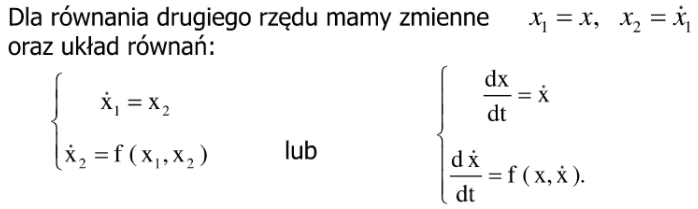 Dla równania drugiego rzędu mamy zmienne x₁ = x, x₂ = ẋ₁
oraz układ równań:
{ ẋ₁ = x₂
ẋ₂ = f ( x₁, x₂ )
lub
{ dx/dt = ẋ
dẋ/dt = f ( x, ẋ ).